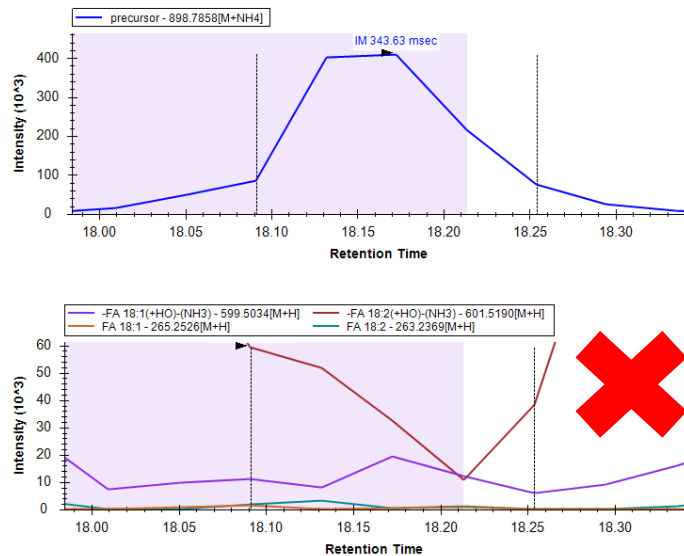 precursor - 898.7858[M+NH4]
IM 343.63 msec
Intensity (10^3)
400
300
200
100
0
18.00 18.05 18.10 18.15 18.20 18.25 18.30
Retention Time
-FA 18:1(+HO)-(NH3) - 599.5034[M+H] -FA 18:2(+HO)-(NH3) - 601.5190[M+H]
FA 18:1 - 265.2526[M+H] FA 18:2 - 263.2369[M+H]
Intensity (10^3)
60
50
40
30
20
10
0
18.00 18.05 18.10 18.15 18.20 18.25 18.30
Retention Time